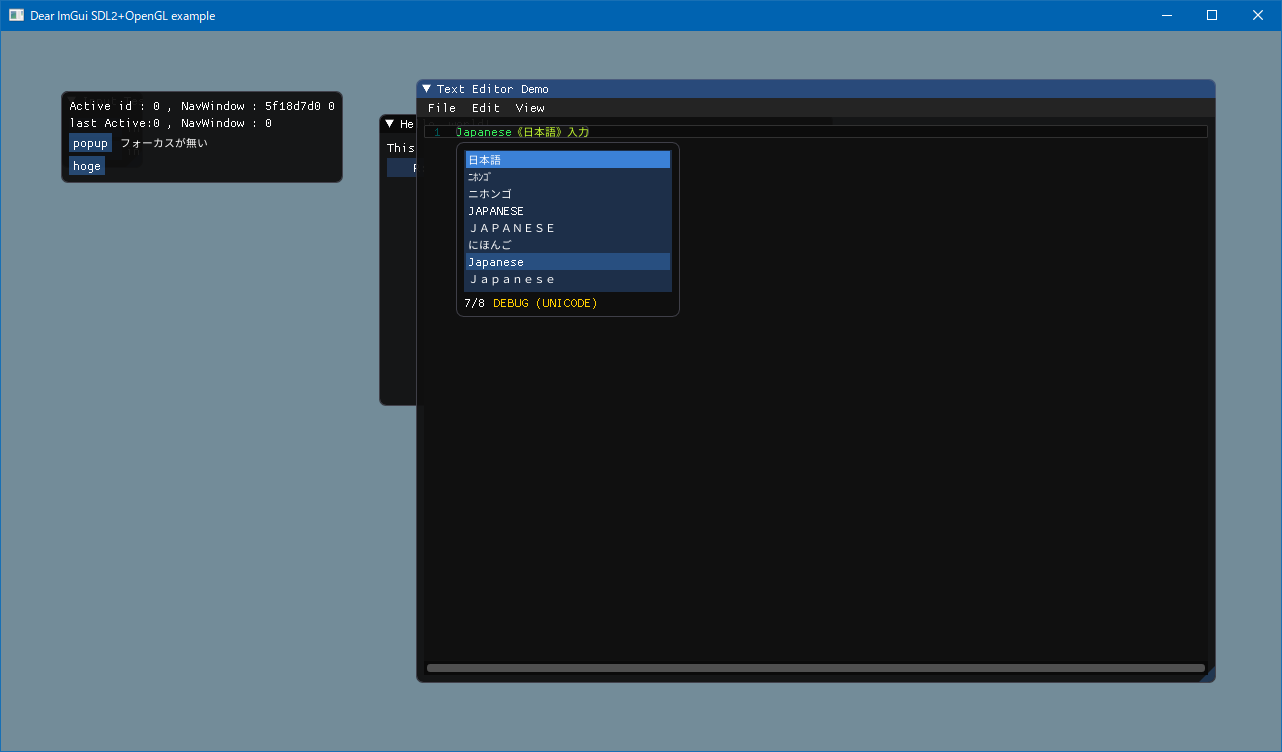 Dear ImGui SDL2+OpenGL example
Active id : 0 , NavWindow : 5f18d7d0 0
last Active:0 , NavWindow : 0
popup フォーカスが無い
hoge
He
This
Text Editor Demo
File Edit View
1 Japanese《日本語》入力
日本語
ﾆﾎﾝｺﾞ
ニホンゴ
JAPANESE
ＪＡＰＡＮＥＳＥ
にほんご
Japanese
Ｊａｐａｎｅｓｅ
7/8 DEBUG (UNICODE)